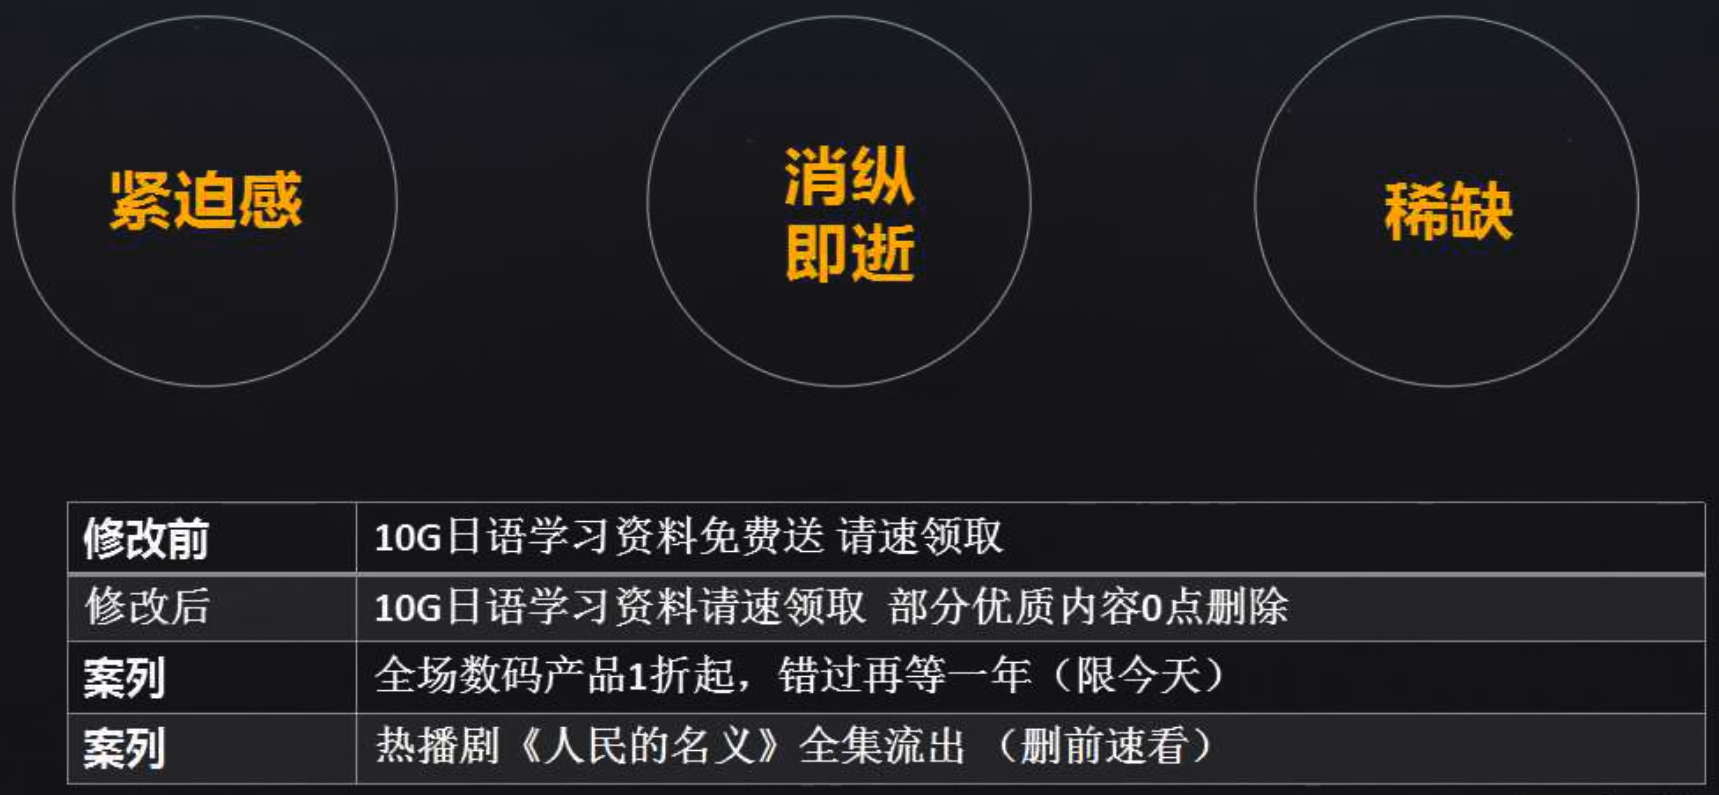 紧迫感
消纵
即逝
稀缺
修改前 10G日语学习资料免费送 请速领取
修改后 10G日语学习资料请速领取 部分优质内容0点删除
案列 全场数码产品1折起，错过再等一年（限今天）
案列 热播剧《人民的名义》全集流出 （删前速看）